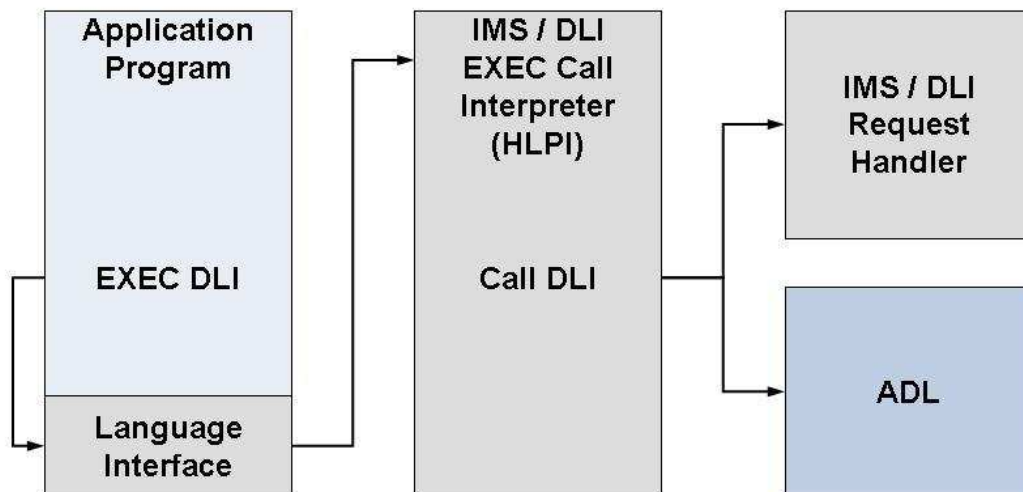 Application
Program
EXEC DLI
Language
Interface
IMS / DLI
EXEC Call
Interpreter
(HLPI)
Call DLI
IMS / DLI
Request
Handler
ADL